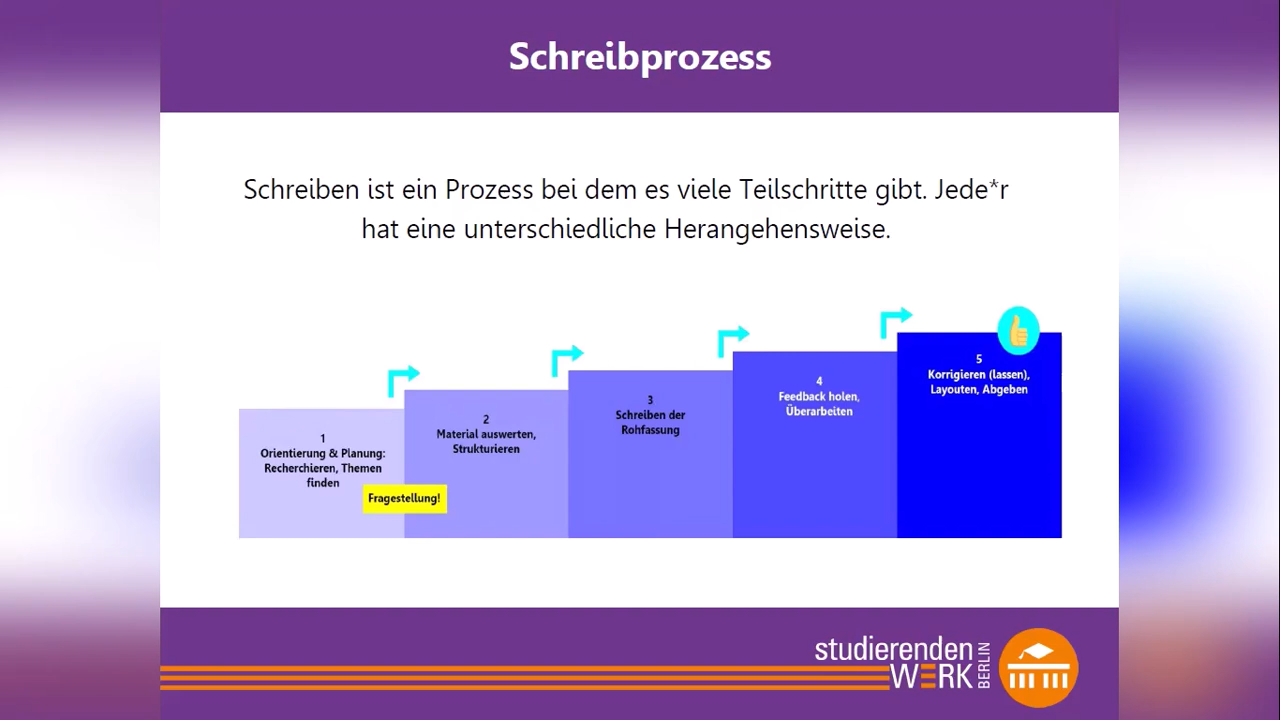 Schreibprozess
Schreiben ist ein Prozess bei dem es viele Teilschritte gibt. Jede*r
hat eine unterschiedliche Herangehensweise.
1
Orientierung & Planung:
Recherchieren, Themen
finden
Fragestellung!
2
Material auswerten,
Strukturieren
3
Schreiben der
Rohfassung
4
Feedback holen,
Überarbeiten
5
Korrigieren (lassen),
Layouten, Abgeben
studierenden
WERK
BERLIN